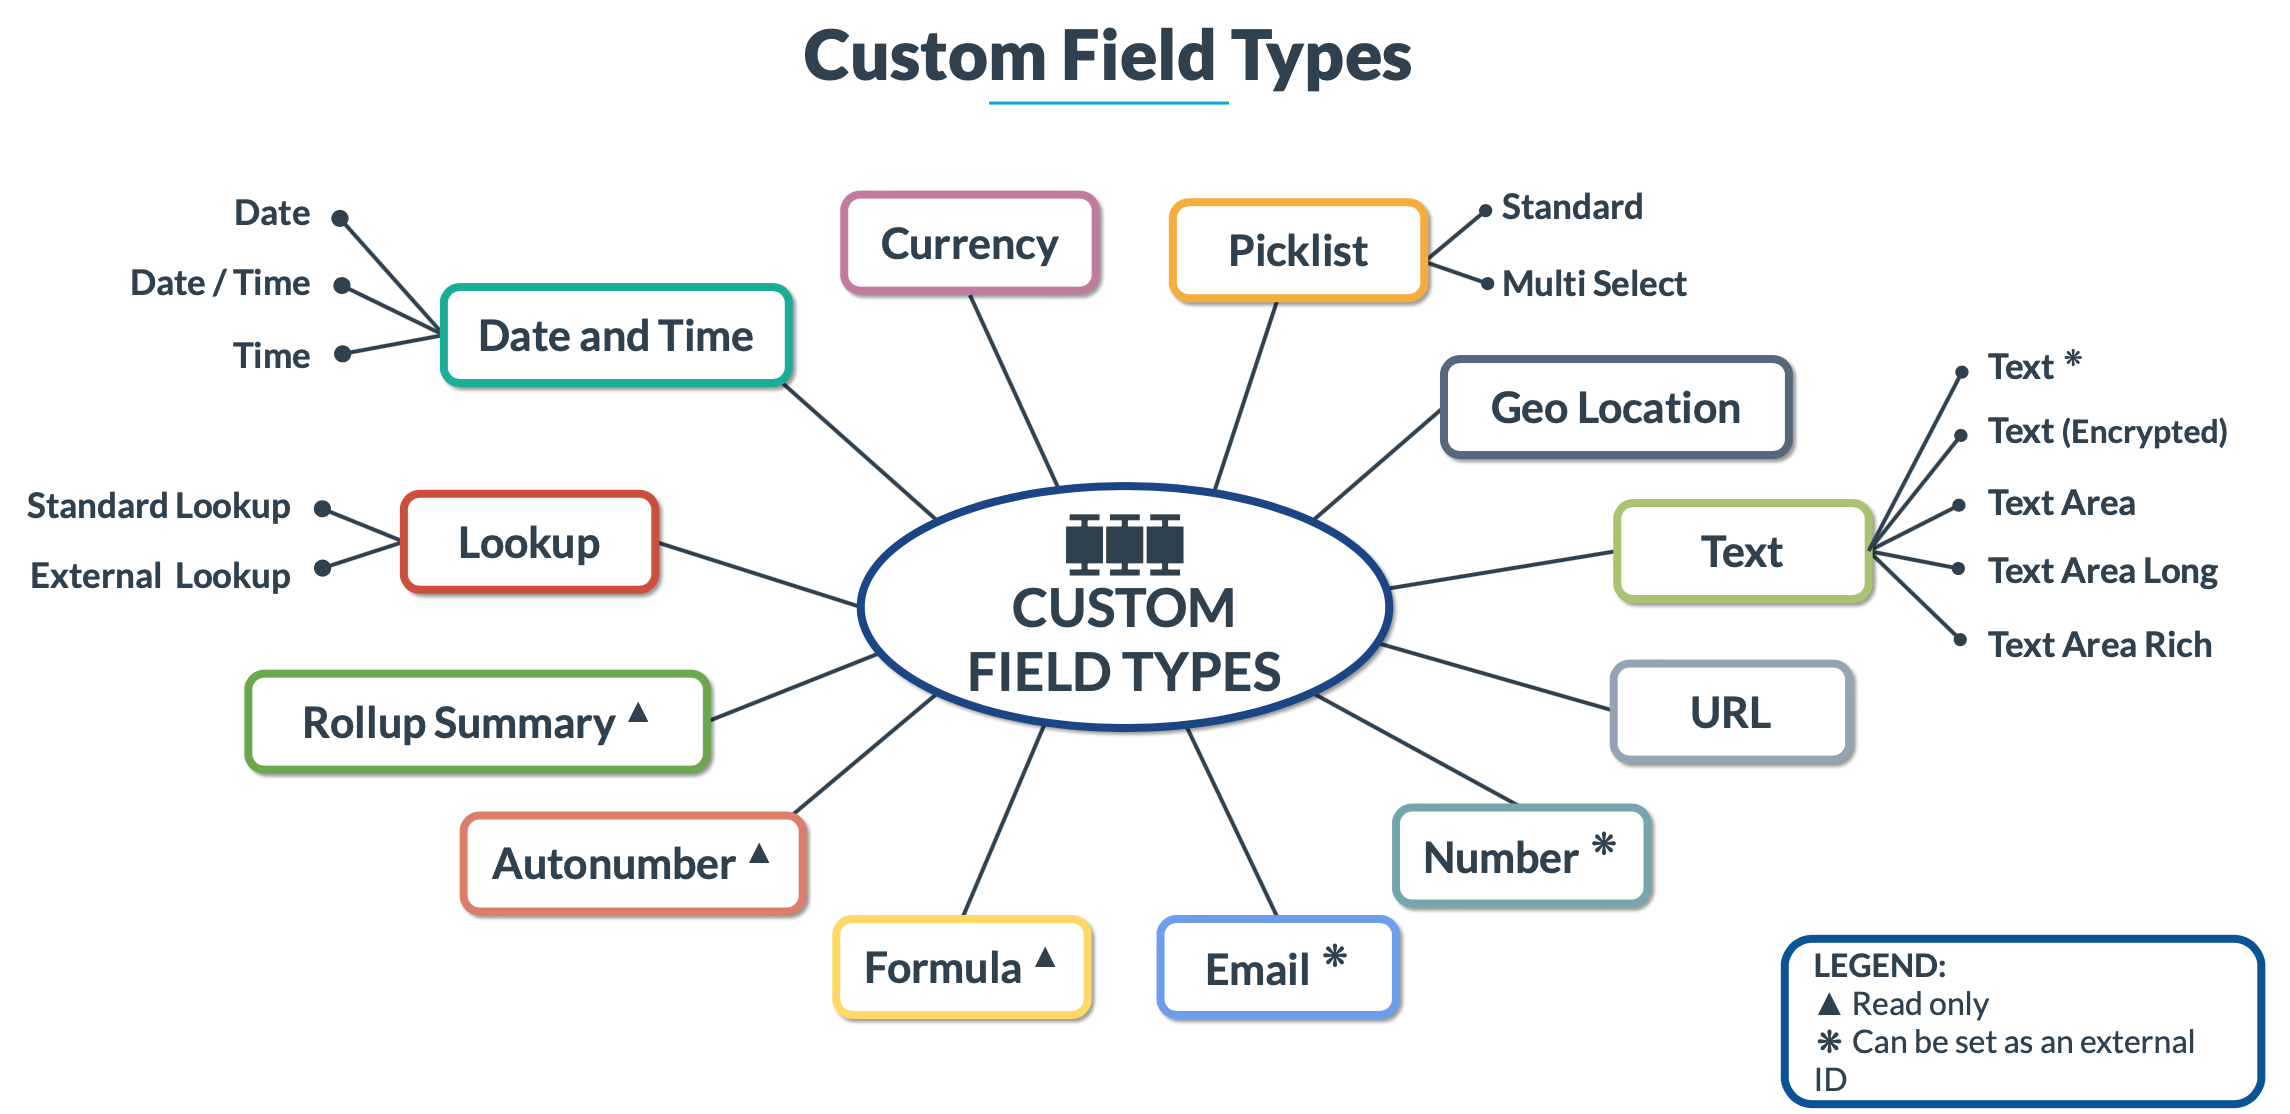 Custom Field Types
Date
Date / Time
Time
Date and Time
Currency
Picklist
Standard
Multi Select
Geo Location
Text ❋
Text (Encrypted)
Text Area
Text Area Long
Text Area Rich
Text
Standard Lookup
External Lookup
Lookup
CUSTOM
FIELD TYPES
URL
Rollup Summary ▲
Autonumber ▲
Formula ▲
Email ❋
Number ❋
LEGEND:
▲ Read only
❋ Can be set as an external
ID